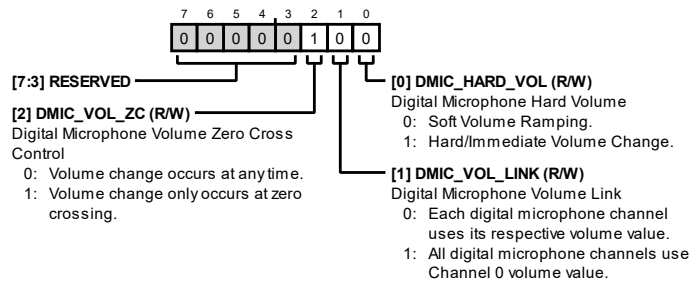 7 6 5 4 3 2 1 0
0 0 0 0 0 1 0 0
[7:3] RESERVED
[2] DMIC_VOL_ZC (R/W)
Digital Microphone Volume Zero Cross
Control
0: Volume change occurs at any time.
1: Volume change only occurs at zero
crossing.
[0] DMIC_HARD_VOL (R/W)
Digital Microphone Hard Volume
0: Soft Volume Ramping.
1: Hard/Immediate Volume Change.
[1] DMIC_VOL_LINK (R/W)
Digital Microphone Volume Link
0: Each digital microphone channel
uses its respective volume value.
1: All digital microphone channels use
Channel 0 volume value.